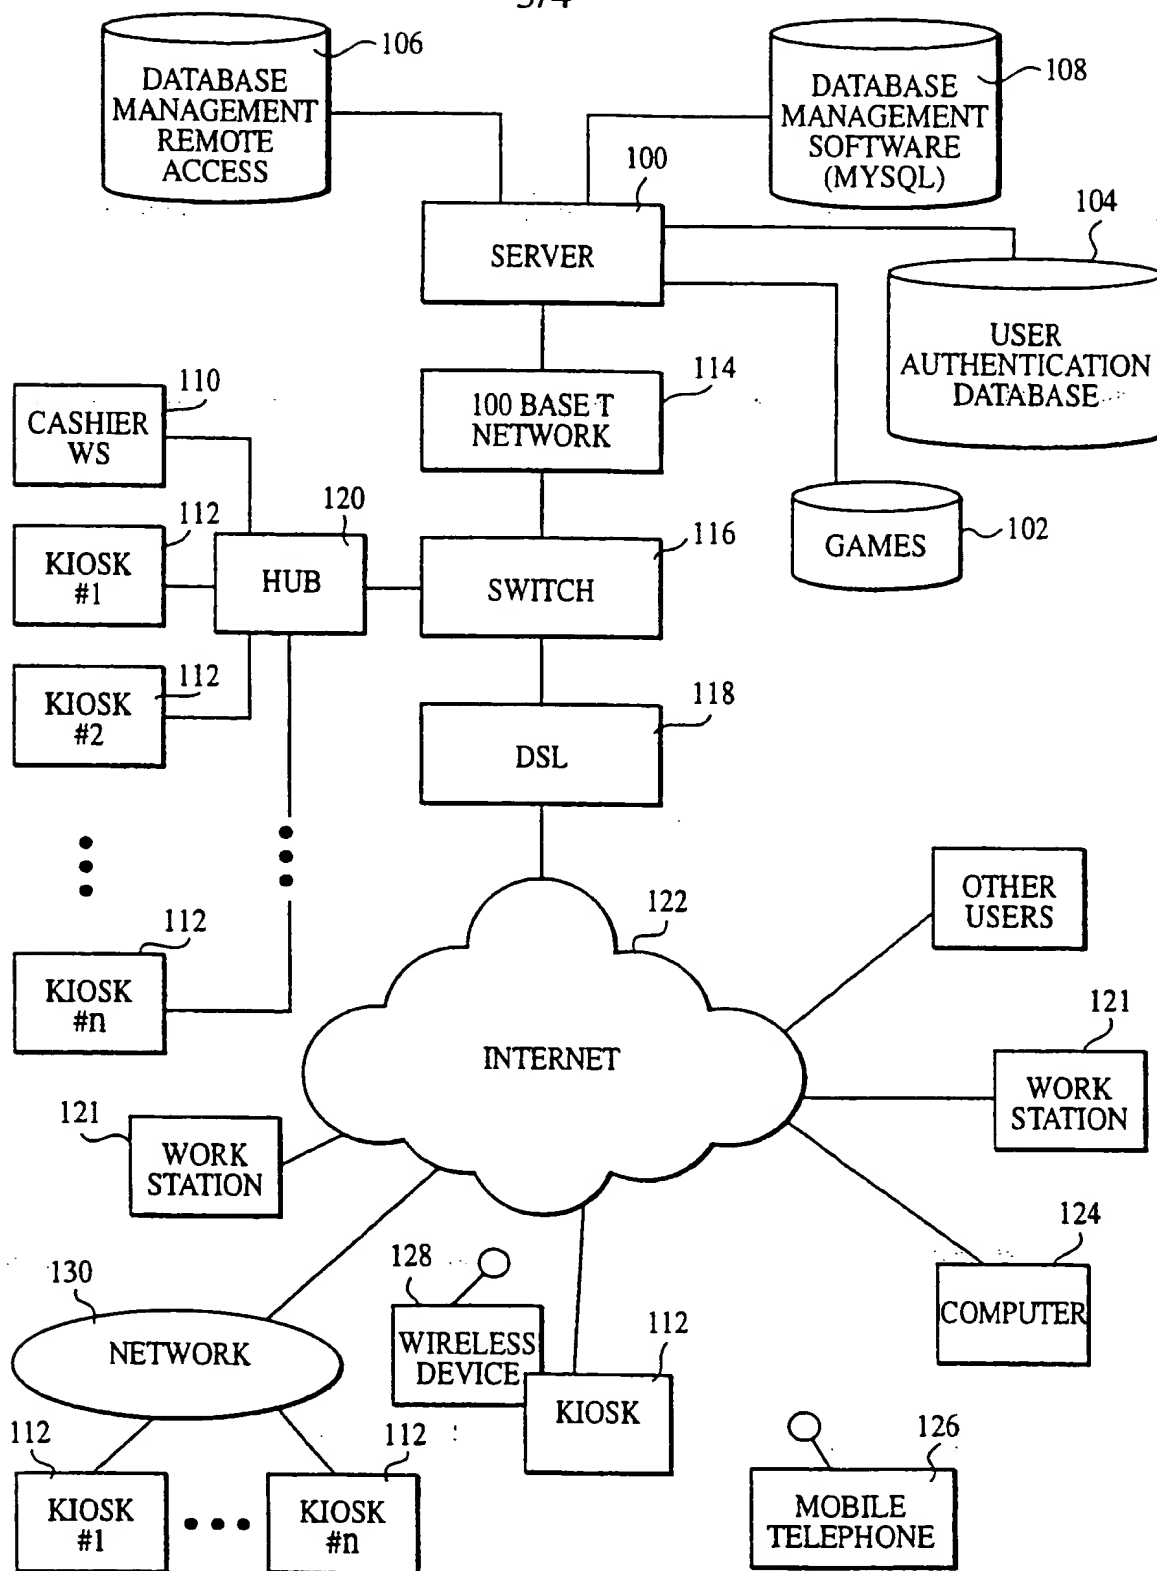 3/4
106
DATABASE
MANAGEMENT
REMOTE
ACCESS
108
DATABASE
MANAGEMENT
SOFTWARE
(MYSQL)
100
SERVER
104
USER
AUTHENTICATION
DATABASE
114
100 BASE T
NETWORK
110
CASHIER
WS
102
GAMES
120
HUB
116
SWITCH
112
KIOSK
#1
112
KIOSK
#2
118
DSL
112
KIOSK
#n
122
INTERNET
OTHER
USERS
121
WORK
STATION
121
WORK
STATION
124
COMPUTER
130
NETWORK
128
WIRELESS
DEVICE
112
KIOSK
112
KIOSK
#1
112
KIOSK
#n
126
MOBILE
TELEPHONE